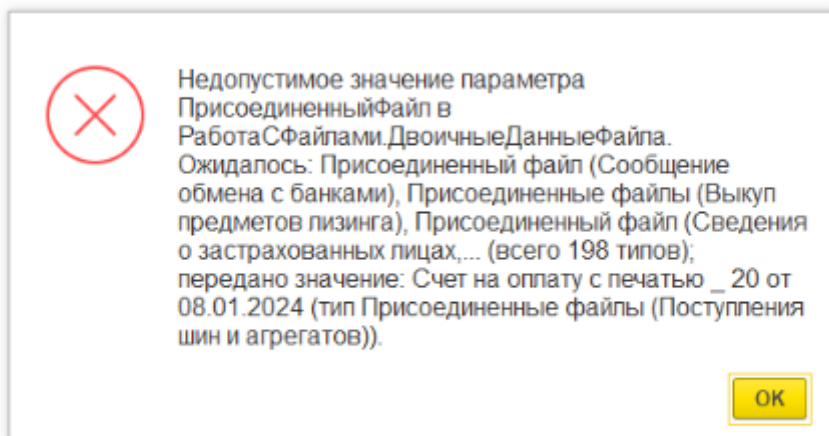 Недопустимое значение параметра
ПрисоединенныйФайл в
РаботаСФайлами.ДвоичныеДанныеФайла.
Ожидалось: Присоединенный файл (Сообщение
обмена с банками), Присоединенные файлы (Выкуп
предметов лизинга), Присоединенный файл (Сведения
о застрахованных лицах,... (всего 198 типов);
передано значение: Счет на оплату с печатью _ 20 от
08.01.2024 (тип Присоединенные файлы (Поступления
шин и агрегатов)).
ОК